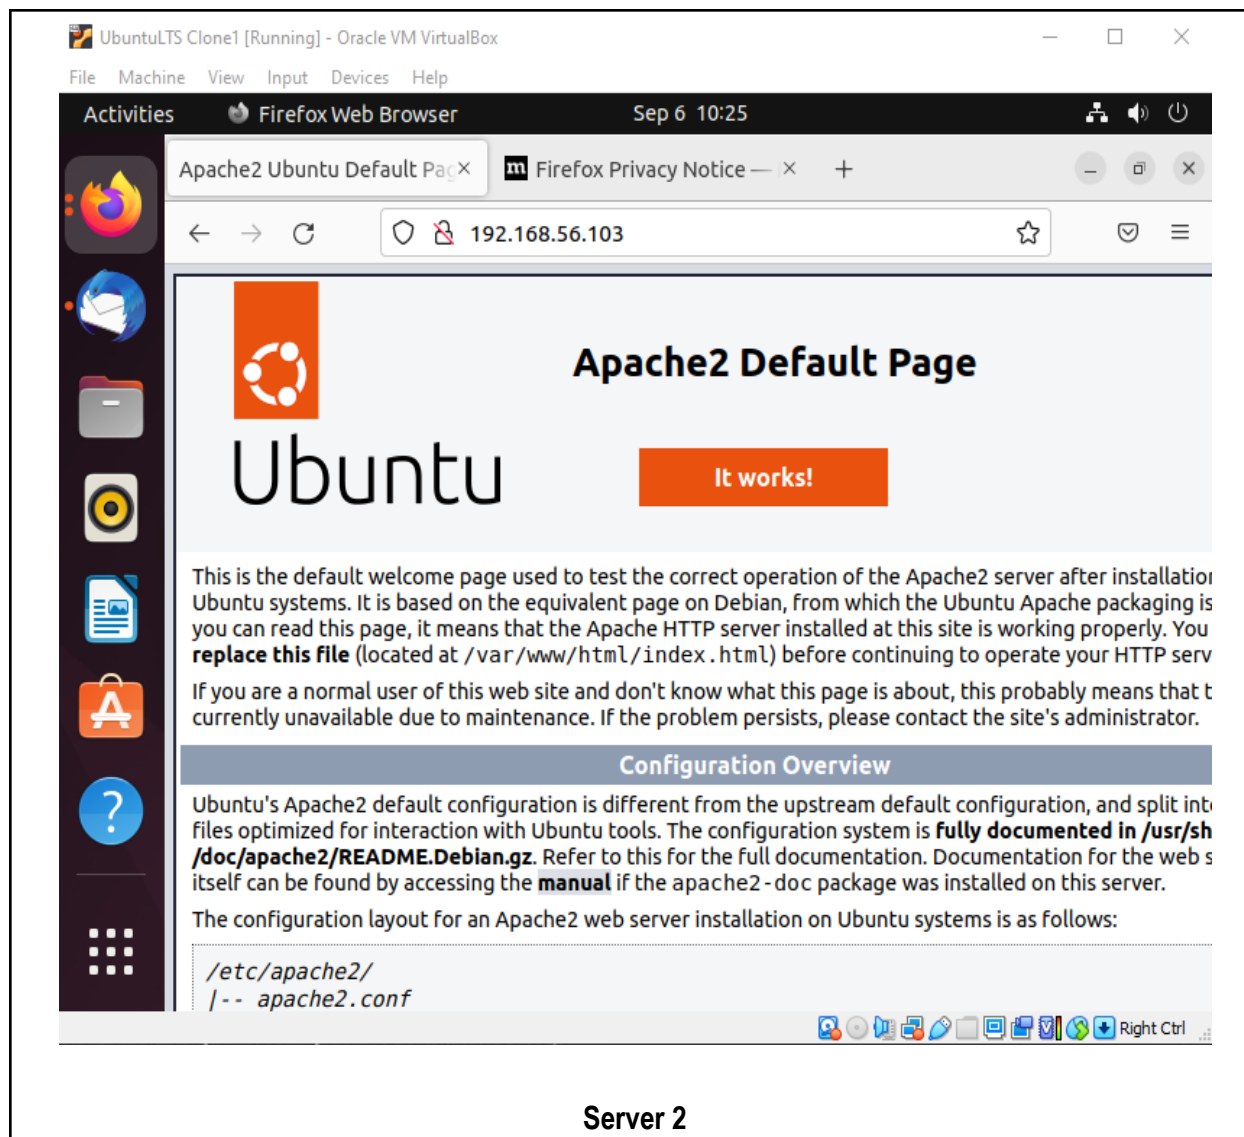 UbuntuLTS Clone1 [Running] - Oracle VM VirtualBox
File Machine View Input Devices Help
Activities Firefox Web Browser Sep 6 10:25
Apache2 Ubuntu Default Pag Firefox Privacy Notice —
192.168.56.103
Apache2 Default Page
Ubuntu
It works!
This is the default welcome page used to test the correct operation of the Apache2 server after installation
Ubuntu systems. It is based on the equivalent page on Debian, from which the Ubuntu Apache packaging is
you can read this page, it means that the Apache HTTP server installed at this site is working properly. You
replace this file (located at /var/www/html/index.html) before continuing to operate your HTTP serv
If you are a normal user of this web site and don't know what this page is about, this probably means that t
currently unavailable due to maintenance. If the problem persists, please contact the site's administrator.
Configuration Overview
Ubuntu's Apache2 default configuration is different from the upstream default configuration, and split into
files optimized for interaction with Ubuntu tools. The configuration system is fully documented in /usr/sh
/doc/apache2/README.Debian.gz. Refer to this for the full documentation. Documentation for the web s
itself can be found by accessing the manual if the apache2-doc package was installed on this server.
The configuration layout for an Apache2 web server installation on Ubuntu systems is as follows:
/etc/apache2/
|-- apache2.conf
Right Ctrl
Server 2